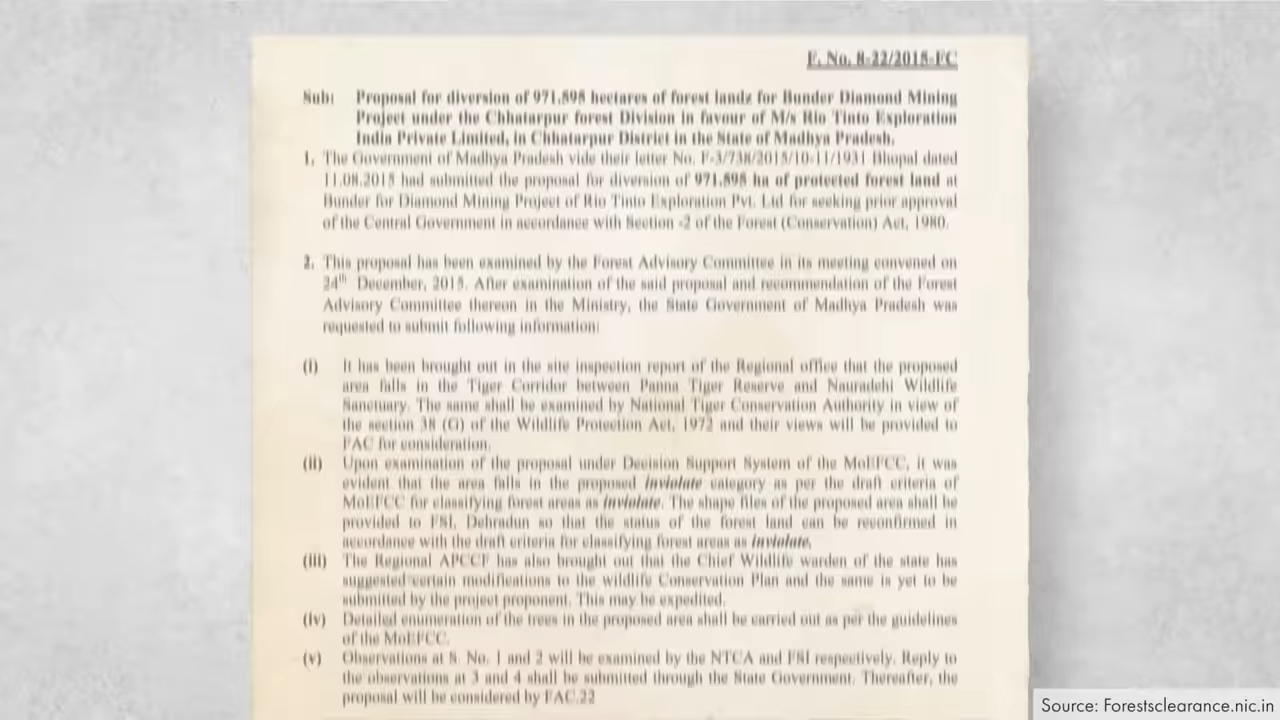 F. No. 8-22/2015-FC
Sub: Proposal for diversion of 971.595 hectares of forest landz for Bunder Diamond Mining
Project under the Chhatarpur forest Division in favour of M/s Rio Tinto Exploration
India Private Limited, in Chhatarpur District in the State of Madhya Pradesh.
1. The Government of Madhya Pradesh vide their letter No. F-3/738/2015/10-11/1931 Bhopal dated
11.08.2015 had submitted the proposal for diversion of 971.595 ha of protected forest land at
Bunder for Diamond Mining Project of Rio Tinto Exploration Pvt. Ltd for seeking prior approval
of the Central Government in accordance with Section -2 of the Forest (Conservation) Act, 1980.
2. This proposal has been examined by the Forest Advisory Committee in its meeting convened on
24th December, 2015. After examination of the said proposal and recommendation of the Forest
Advisory Committee thereon in the Ministry, the State Government of Madhya Pradesh was
requested to submit following information:
(i) It has been brought out in the site inspection report of the Regional office that the proposed
area falls in the Tiger Corridor between Panna Tiger Reserve and Nauradehi Wildlife
Sanctuary. The same shall be examined by National Tiger Conservation Authority in view of
the section 38 (G) of the Wildlife Protection Act, 1972 and their views will be provided to
FAC for consideration.
(ii) Upon examination of the proposal under Decision Support System of the MoEFCC, it was
evident that the area falls in the proposed inviolate category as per the draft criteria of
MoEFCC for classifying forest areas as inviolate. The shape files of the proposed area shall be
provided to FSI, Dehradun so that the status of the forest land can be reconfirmed in
accordance with the draft criteria for classifying forest areas as inviolate.
(iii) The Regional APCCF has also brought out that the Chief Wildlife warden of the state has
suggested certain modifications to the wildlife Conservation Plan and the same is yet to be
submitted by the project proponent. This may be expedited.
(iv) Detailed enumeration of the trees in the proposed area shall be carried out as per the guidelines
of the MoEFCC.
(v) Observations at S. No. 1 and 2 will be examined by the NTCA and FSI respectively. Reply to
the observations at 3 and 4 shall be submitted through the State Government. Thereafter, the
proposal will be considered by FAC.22
Source: Forestsclearance.nic.in